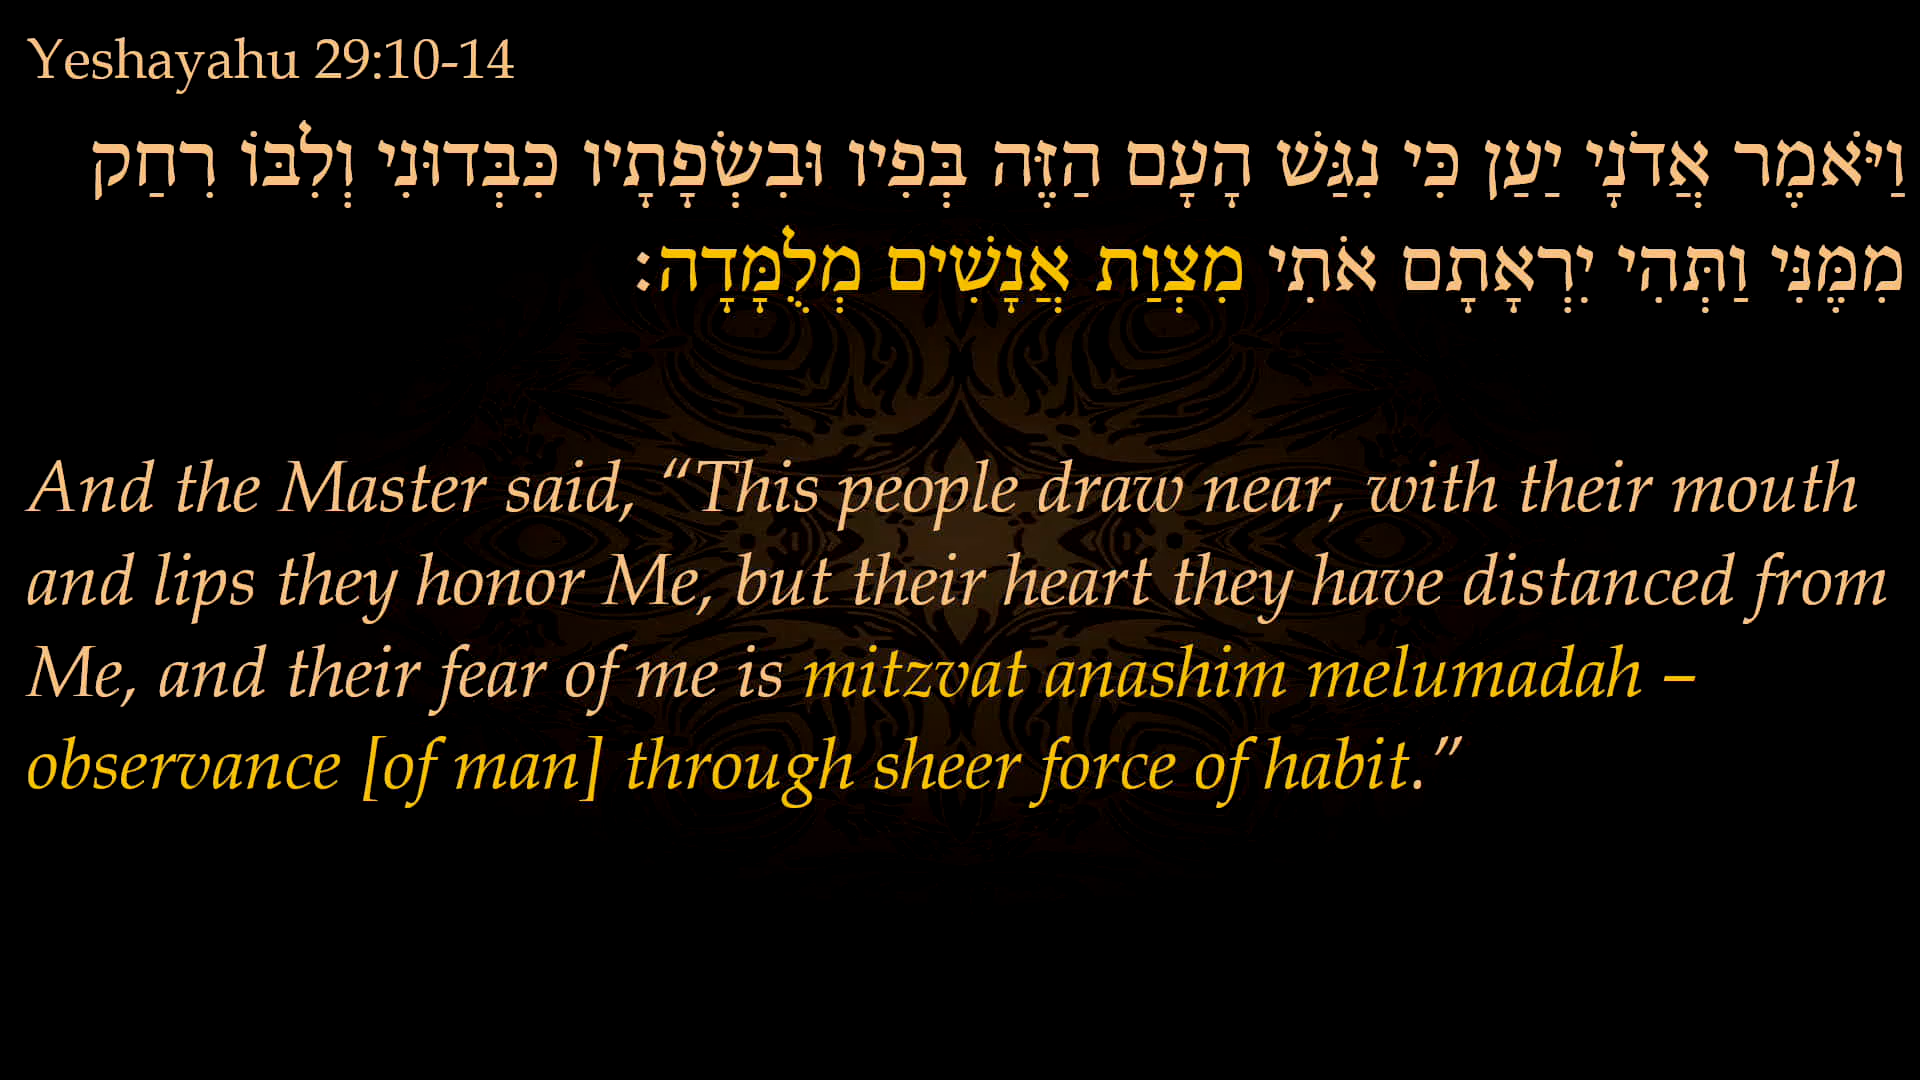 Yeshayahu 29:10-14
וַיֹּאמֶר אֲדֹנָי יַעַן כִּי נִגַּשׁ הָעָם הַזֶּה בְּפִיו וּבִשְׂפָתָיו כִּבְּדוּנִי וְלִבּוֹ רִחַק
מִמֶּנִּי וַתְּהִי יִרְאָתָם אֹתִי מִצְוַת אֲנָשִׁים מְלֻמָּדָה:
And the Master said, “This people draw near, with their mouth
and lips they honor Me, but their heart they have distanced from
Me, and their fear of me is mitzvat anashim melumadah –
observance [of man] through sheer force of habit.”